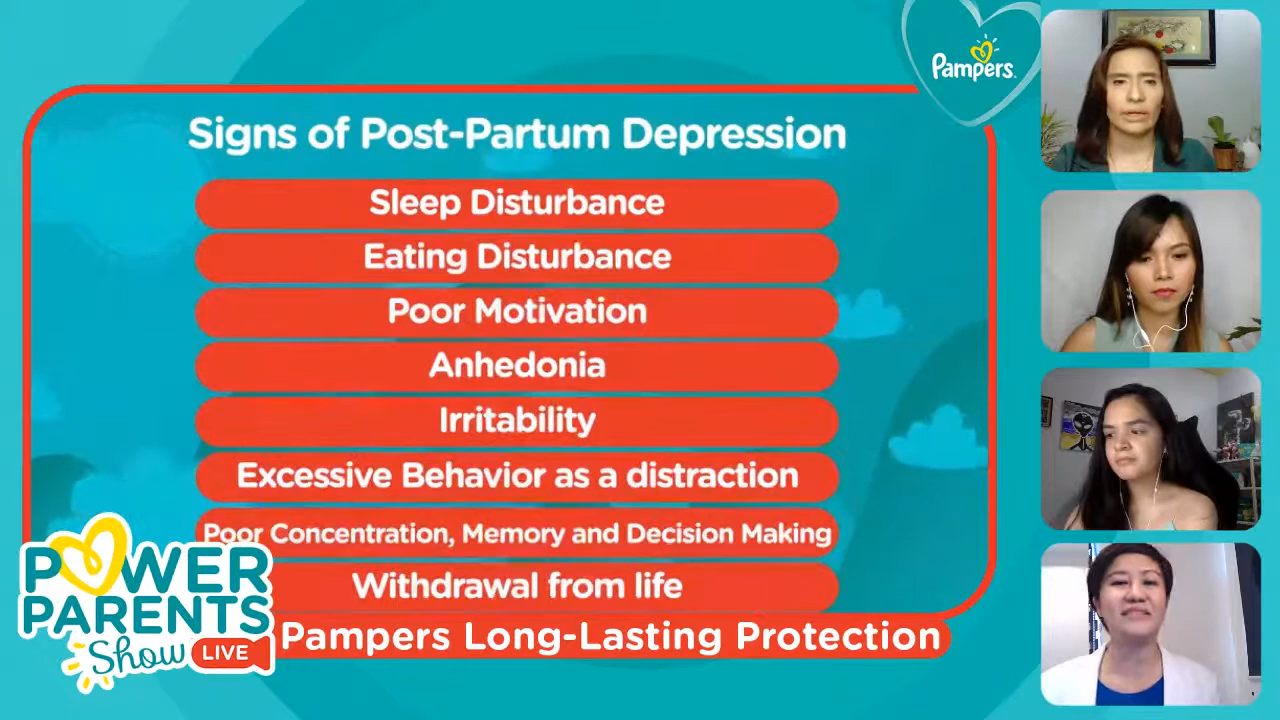 Pampers.
Signs of Post-Partum Depression
Sleep Disturbance
Eating Disturbance
Poor Motivation
Anhedonia
Irritability
Excessive Behavior as a distraction
Poor Concentration, Memory and Decision Making
Withdrawal from life
POWER
PARENTS
Show LIVE
Pampers Long-Lasting Protection